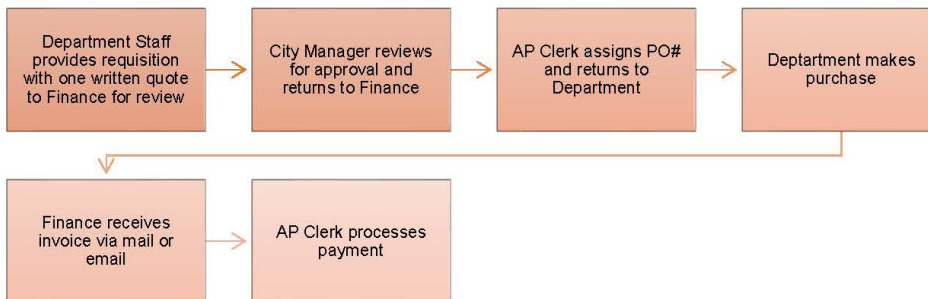 Department Staff
provides requisition
with one written quote
to Finance for review
City Manager reviews
for approval and
returns to Finance
AP Clerk assigns PO#
and returns to
Department
Deptartment makes
purchase
Finance receives
invoice via mail or
email
AP Clerk processes
payment